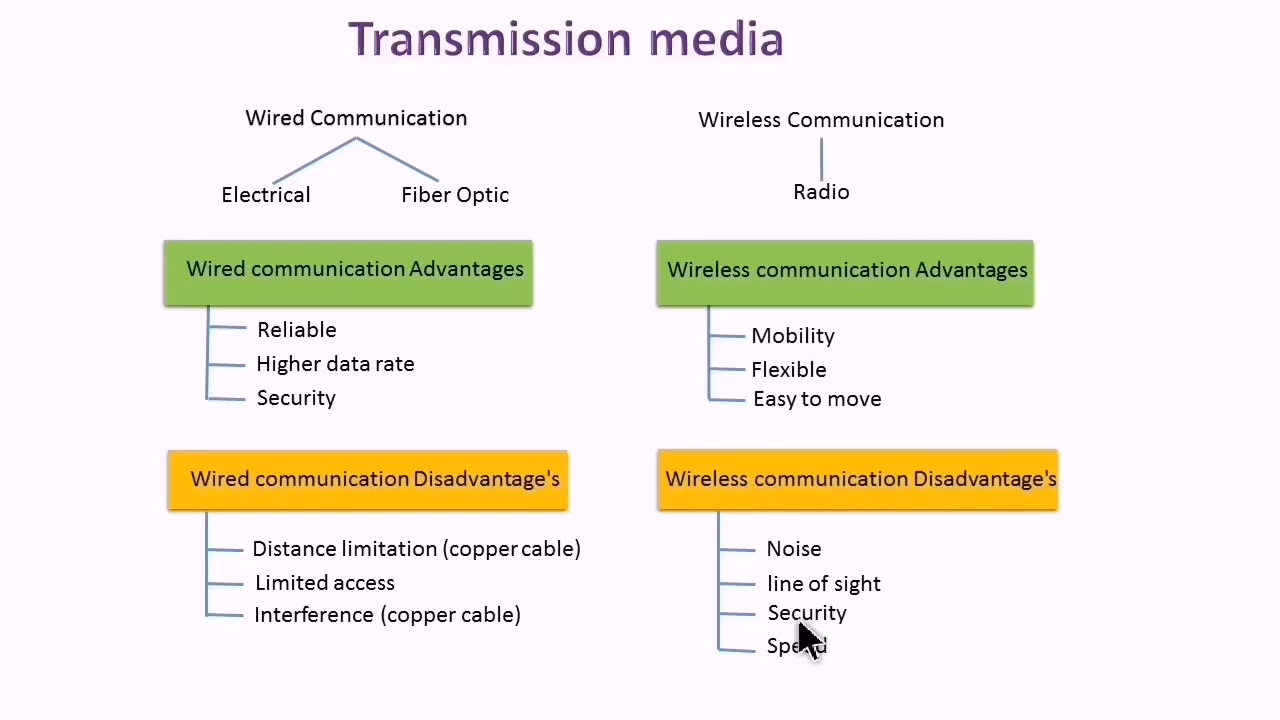 Transmission media
Wired Communication
Electrical
Fiber Optic
Wired communication Advantages
Reliable
Higher data rate
Security
Wired communication Disadvantage's
Distance limitation (copper cable)
Limited access
Interference (copper cable)
Wireless Communication
Radio
Wireless communication Advantages
Mobility
Flexible
Easy to move
Wireless communication Disadvantage's
Noise
line of sight
Security
Speed